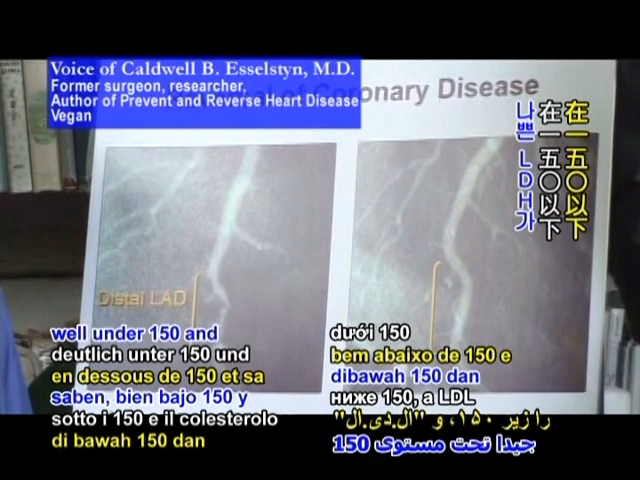 Voice of Caldwell B. Esselstyn, M.D.
Former surgeon, researcher,
Author of Prevent and Reverse Heart Disease
Vegan
of Coronary Disease
在一五〇以下
在一五〇以下
나쁜 LDH가
Distal LAD
well under 150 and
deutlich unter 150 und
en dessous de 150 et sa
saben, bien bajo 150 y
sotto i 150 e il colesterolo
di bawah 150 dan
dưới 150
bem abaixo de 150 e
dibawah 150 dan
ниже 150, а LDL
را زیر ۱۵۰، و "ال.دی.ال"
جيدا تحت مستوى 150